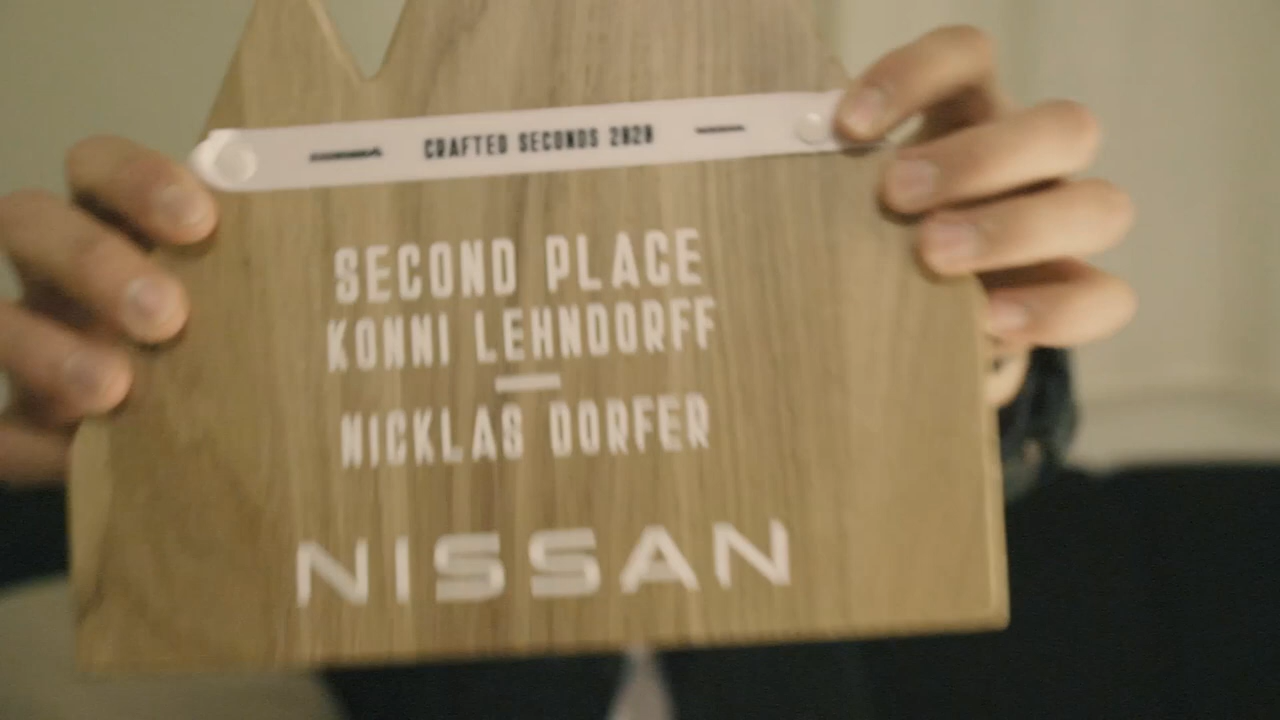 CRAFTED SECONDS 2020
SECOND PLACE
KONNI LEHNDORFF
NICKLAS DORFER
NISSAN